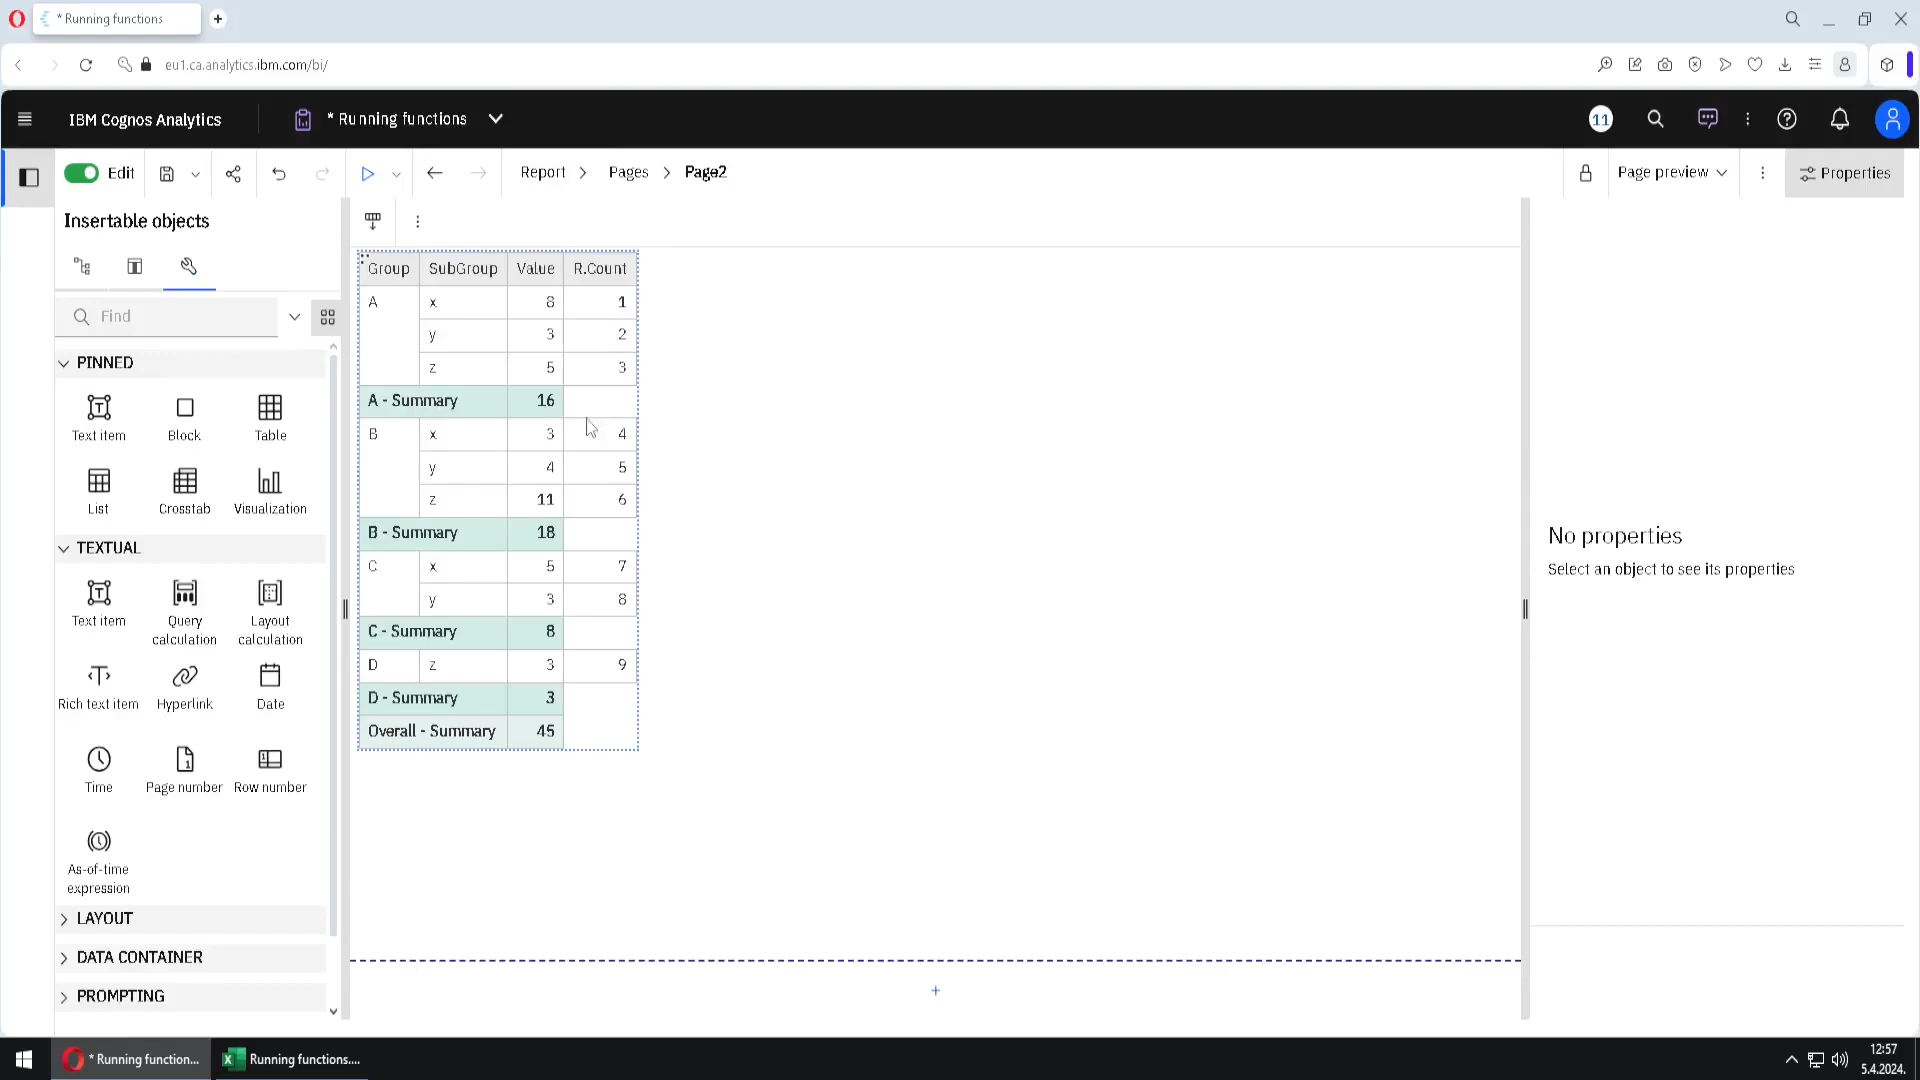 * Running functions
eu1.ca.analytics.ibm.com/bi/
IBM Cognos Analytics
* Running functions
11
Edit
Report
Pages
Page2
Page preview
Properties
Insertable objects
Find
PINNED
Text item
Block
Table
List
Crosstab
Visualization
TEXTUAL
Text item
Query calculation
Layout calculation
Rich text item
Hyperlink
Date
Time
Page number
Row number
As-of-time expression
LAYOUT
DATA CONTAINER
PROMPTING
Group SubGroup Value R.Count
A x 8 1
y 3 2
z 5 3
A - Summary 16
B x 3 4
y 4 5
z 11 6
B - Summary 18
C x 5 7
y 3 8
C - Summary 8
D z 3 9
D - Summary 3
Overall - Summary 45
No properties
Select an object to see its properties
* Running function...
Running functions....
12:57
5.4.2024.